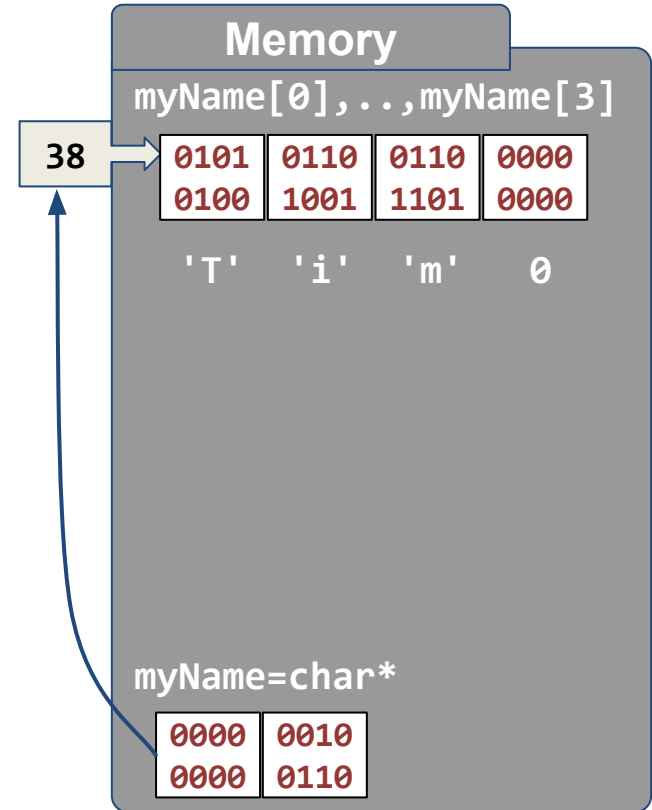 Memory
myName[0],..,myName[3]
38
0101 0110 0110 0000
0100 1001 1101 0000
'T' 'i' 'm' 0
myName=char*
0000 0010
0000 0110